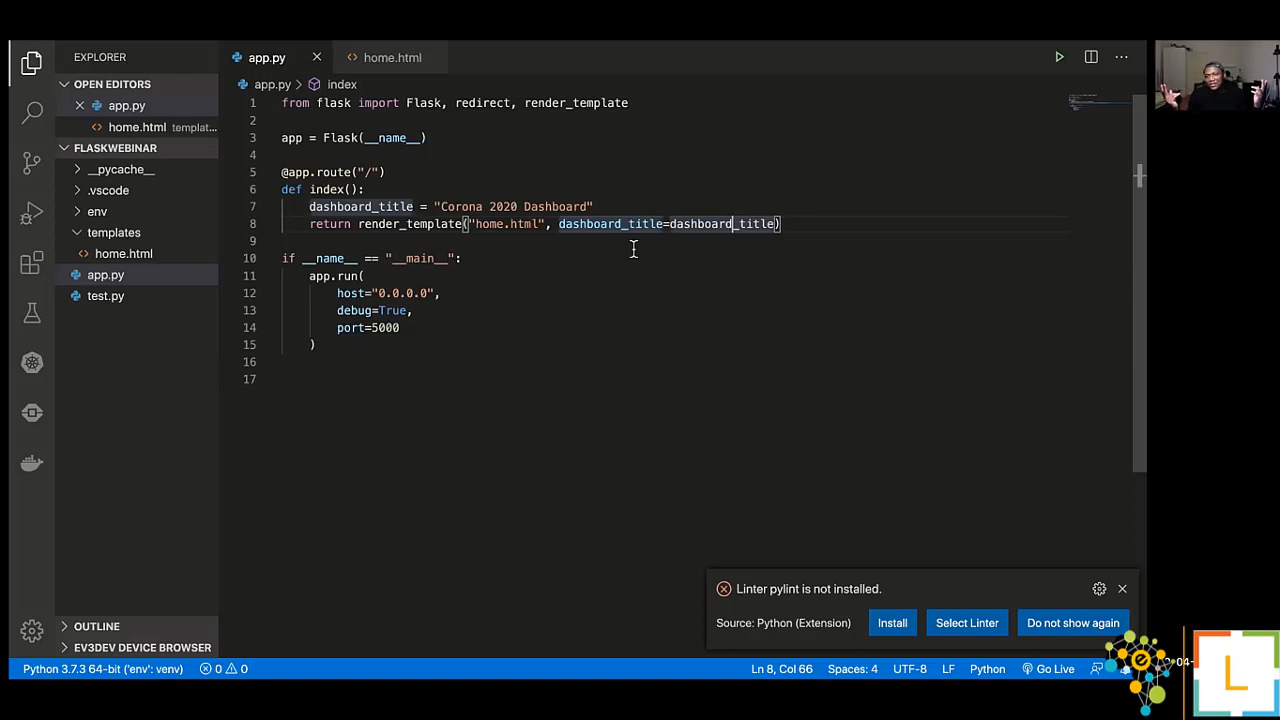 EXPLORER
OPEN EDITORS
app.py
home.html templat...
FLASKWEBINAR
__pycache__
.vscode
env
templates
home.html
app.py
test.py
OUTLINE
EV3DEV DEVICE BROWSER
app.py
home.html
app.py index
1 from flask import Flask, redirect, render_template
2
3 app = Flask(__name__)
4
5 @app.route("/")
6 def index():
7 dashboard_title = "Corona 2020 Dashboard"
8 return render_template("home.html", dashboard_title=dashboard_title)
9
10 if __name__ == "__main__":
11 app.run(
12 host="0.0.0.0",
13 debug=True,
14 port=5000
15 )
16
17
Linter pylint is not installed.
Source: Python (Extension)
Install
Select Linter
Do not show again
Python 3.7.3 64-bit ('env': venv) 0 0
Ln 8, Col 66 Spaces: 4 UTF-8 LF Python Go Live
L